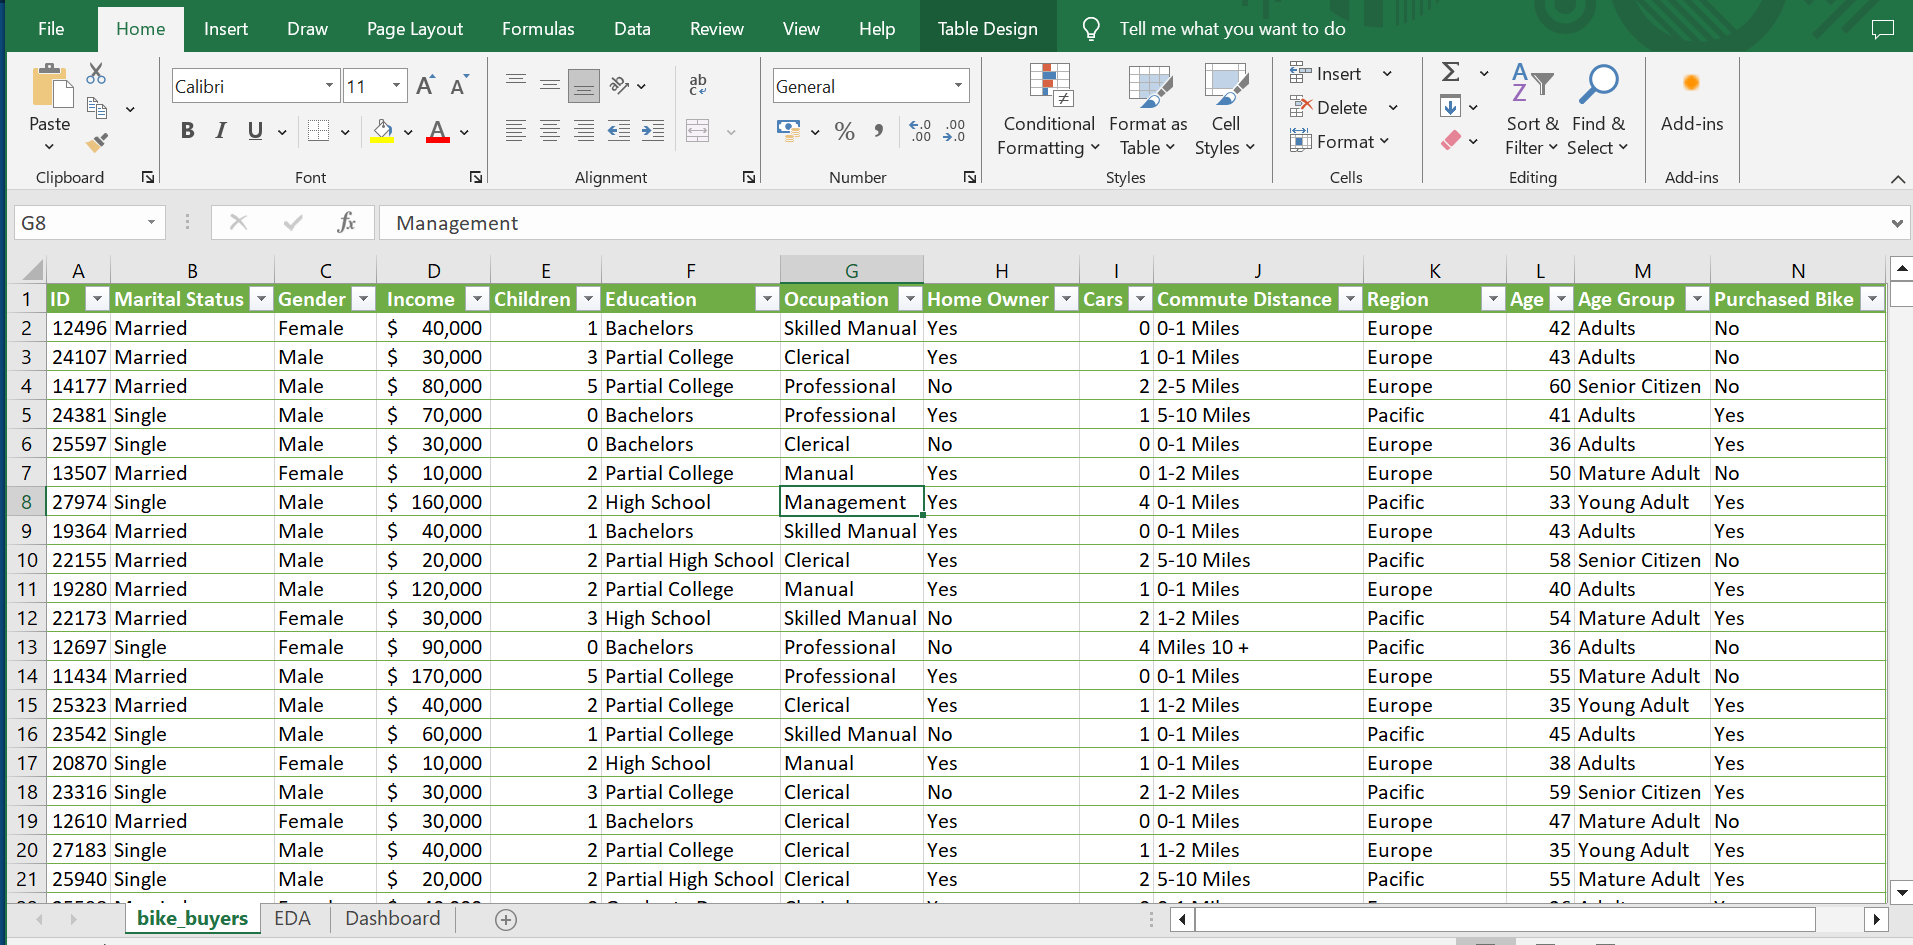 File Home Insert Draw Page Layout Formulas Data Review View Help Table Design Tell me what you want to do
Paste
Clipboard
Calibri 11 A A
B I U A
Font
ab
c
Alignment
General
% ,
.0 .00
.00 .0
Number
Conditional Formatting
Format as Table
Cell Styles
Styles
Insert
Delete
Format
Cells
Σ
A
Z
Sort & Filter
Find & Select
Editing
Add-ins
Add-ins
G8 fx Management
A B C D E F G H I J K L M N
1 ID Marital Status Gender Income Children Education Occupation Home Owner Cars Commute Distance Region Age Age Group Purchased Bike
2 12496 Married Female $ 40,000 1 Bachelors Skilled Manual Yes 0 0-1 Miles Europe 42 Adults No
3 24107 Married Male $ 30,000 3 Partial College Clerical Yes 1 0-1 Miles Europe 43 Adults No
4 14177 Married Male $ 80,000 5 Partial College Professional No 2 2-5 Miles Europe 60 Senior Citizen No
5 24381 Single Male $ 70,000 0 Bachelors Professional Yes 1 5-10 Miles Pacific 41 Adults Yes
6 25597 Single Male $ 30,000 0 Bachelors Clerical No 0 0-1 Miles Europe 36 Adults Yes
7 13507 Married Female $ 10,000 2 Partial College Manual Yes 0 1-2 Miles Europe 50 Mature Adult No
8 27974 Single Male $ 160,000 2 High School Management Yes 4 0-1 Miles Pacific 33 Young Adult Yes
9 19364 Married Male $ 40,000 1 Bachelors Skilled Manual Yes 0 0-1 Miles Europe 43 Adults Yes
10 22155 Married Male $ 20,000 2 Partial High School Clerical Yes 2 5-10 Miles Pacific 58 Senior Citizen No
11 19280 Married Male $ 120,000 2 Partial College Manual Yes 1 0-1 Miles Europe 40 Adults Yes
12 22173 Married Female $ 30,000 3 High School Skilled Manual No 2 1-2 Miles Pacific 54 Mature Adult Yes
13 12697 Single Female $ 90,000 0 Bachelors Professional No 4 Miles 10 + Pacific 36 Adults No
14 11434 Married Male $ 170,000 5 Partial College Professional Yes 0 0-1 Miles Europe 55 Mature Adult No
15 25323 Married Male $ 40,000 2 Partial College Clerical Yes 1 1-2 Miles Europe 35 Young Adult Yes
16 23542 Single Male $ 60,000 1 Partial College Skilled Manual No 1 0-1 Miles Pacific 45 Adults Yes
17 20870 Single Female $ 10,000 2 High School Manual Yes 1 0-1 Miles Europe 38 Adults Yes
18 23316 Single Male $ 30,000 3 Partial College Clerical No 2 1-2 Miles Pacific 59 Senior Citizen Yes
19 12610 Married Female $ 30,000 1 Bachelors Clerical Yes 0 0-1 Miles Europe 47 Mature Adult No
20 27183 Single Male $ 40,000 2 Partial College Clerical Yes 1 1-2 Miles Europe 35 Young Adult Yes
21 25940 Single Male $ 20,000 2 Partial High School Clerical Yes 2 5-10 Miles Pacific 55 Mature Adult Yes
bike_buyers EDA Dashboard